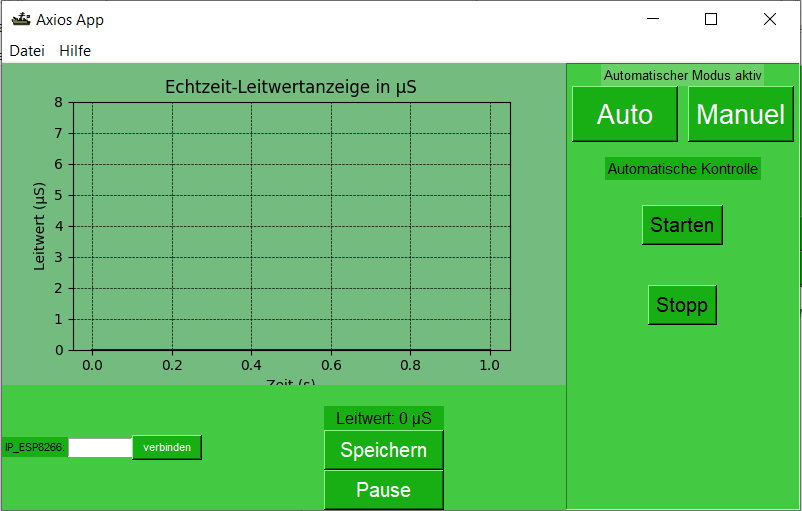 Axios App
Datei Hilfe
Echtzeit-Leitwertanzeige in µS
8
7
6
5
4
3
2
1
0
Leitwert (µS)
0.0 0.2 0.4 0.6 0.8 1.0
Zeit (s)
Automatischer Modus aktiv
Auto Manuel
Automatische Kontrolle
Starten
Stopp
IP_ESP8266: verbinden
Leitwert: 0 µS
Speichern
Pause